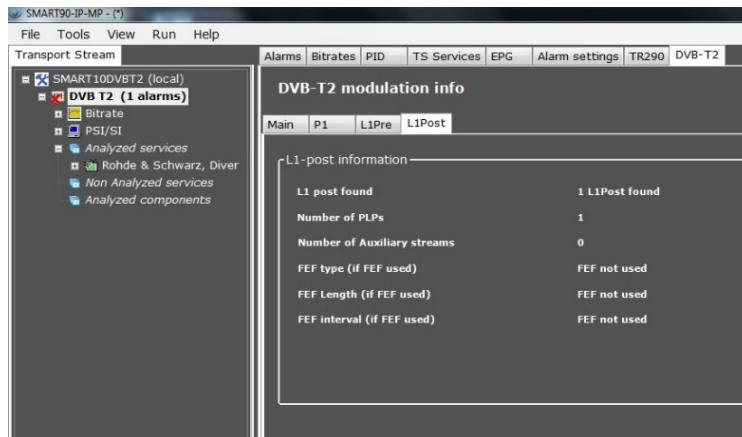 SMART90-IP-MP - (*)
File Tools View Run Help
Transport Stream
Alarms Bitrates PID TS Services EPG Alarm settings TR290 DVB-T2
SMART10DVBT2 (local)
DVB T2 (1 alarms)
Bitrate
PSI/SI
Analyzed services
Rohde & Schwarz, Diver
Non Analyzed services
Analyzed components
DVB-T2 modulation info
Main P1 L1Pre L1Post
L1-post information
L1 post found 1 L1Post found
Number of PLPs 1
Number of Auxiliary streams 0
FEF type (if FEF used) FEF not used
FEF Length (if FEF used) FEF not used
FEF interval (if FEF used) FEF not used